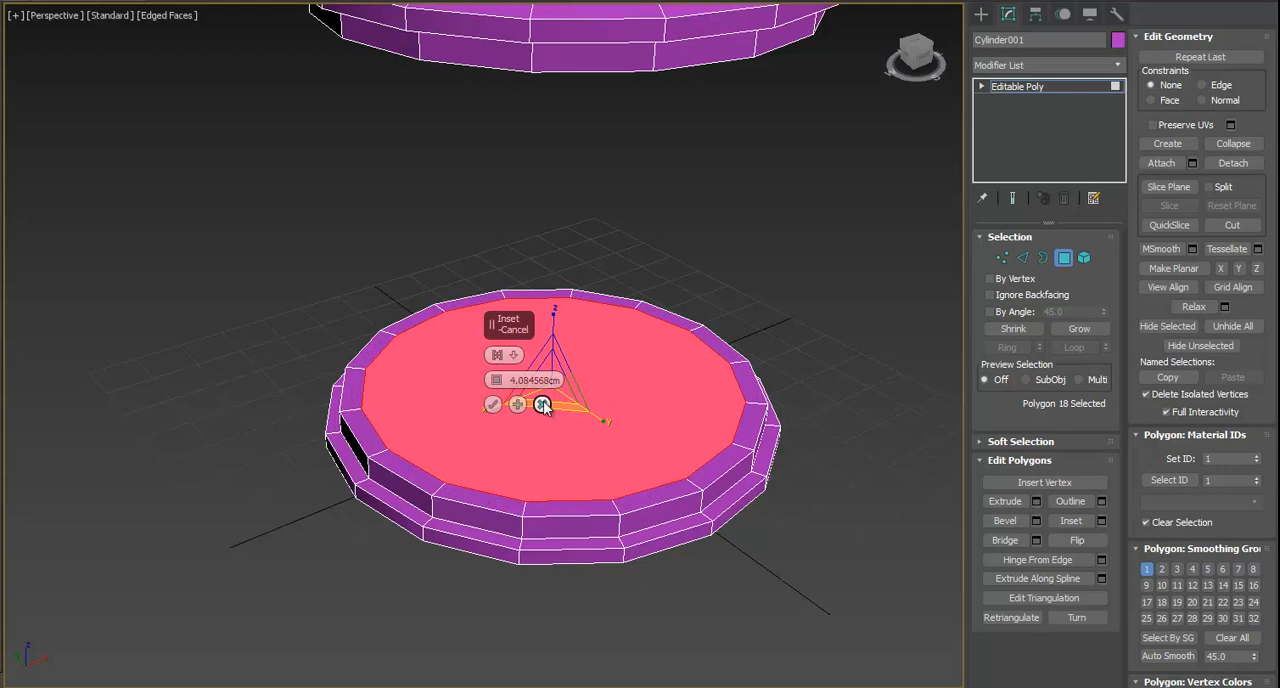 [+] [Perspective] [Standard] [Edged Faces]
Inset
-Cancel
4.084568cm
z
y
z
Cylinder001
Modifier List
Editable Poly
Selection
By Vertex
Ignore Backfacing
By Angle: 45.0
Shrink Grow
Ring Loop
Preview Selection
Off SubObj Multi
Polygon 18 Selected
Soft Selection
Edit Polygons
Insert Vertex
Extrude Outline
Bevel Inset
Bridge Flip
Hinge From Edge
Extrude Along Spline
Edit Triangulation
Retriangulate Turn
Edit Geometry
Repeat Last
Constraints
None Edge
Face Normal
Preserve UVs
Create Collapse
Attach Detach
Slice Plane Split
Slice Reset Plane
QuickSlice Cut
MSmooth Tessellate
Make Planar X Y Z
View Align Grid Align
Relax
Hide Selected Unhide All
Hide Unselected
Named Selections:
Copy Paste
Delete Isolated Vertices
Full Interactivity
Polygon: Material IDs
Set ID: 1
Select ID 1
Clear Selection
Polygon: Smoothing Gro
1 2 3 4 5 6 7 8
9 10 11 12 13 14 15 16
17 18 19 20 21 22 23 24
25 26 27 28 29 30 31 32
Select By SG Clear All
Auto Smooth 45.0
Polygon: Vertex Colors